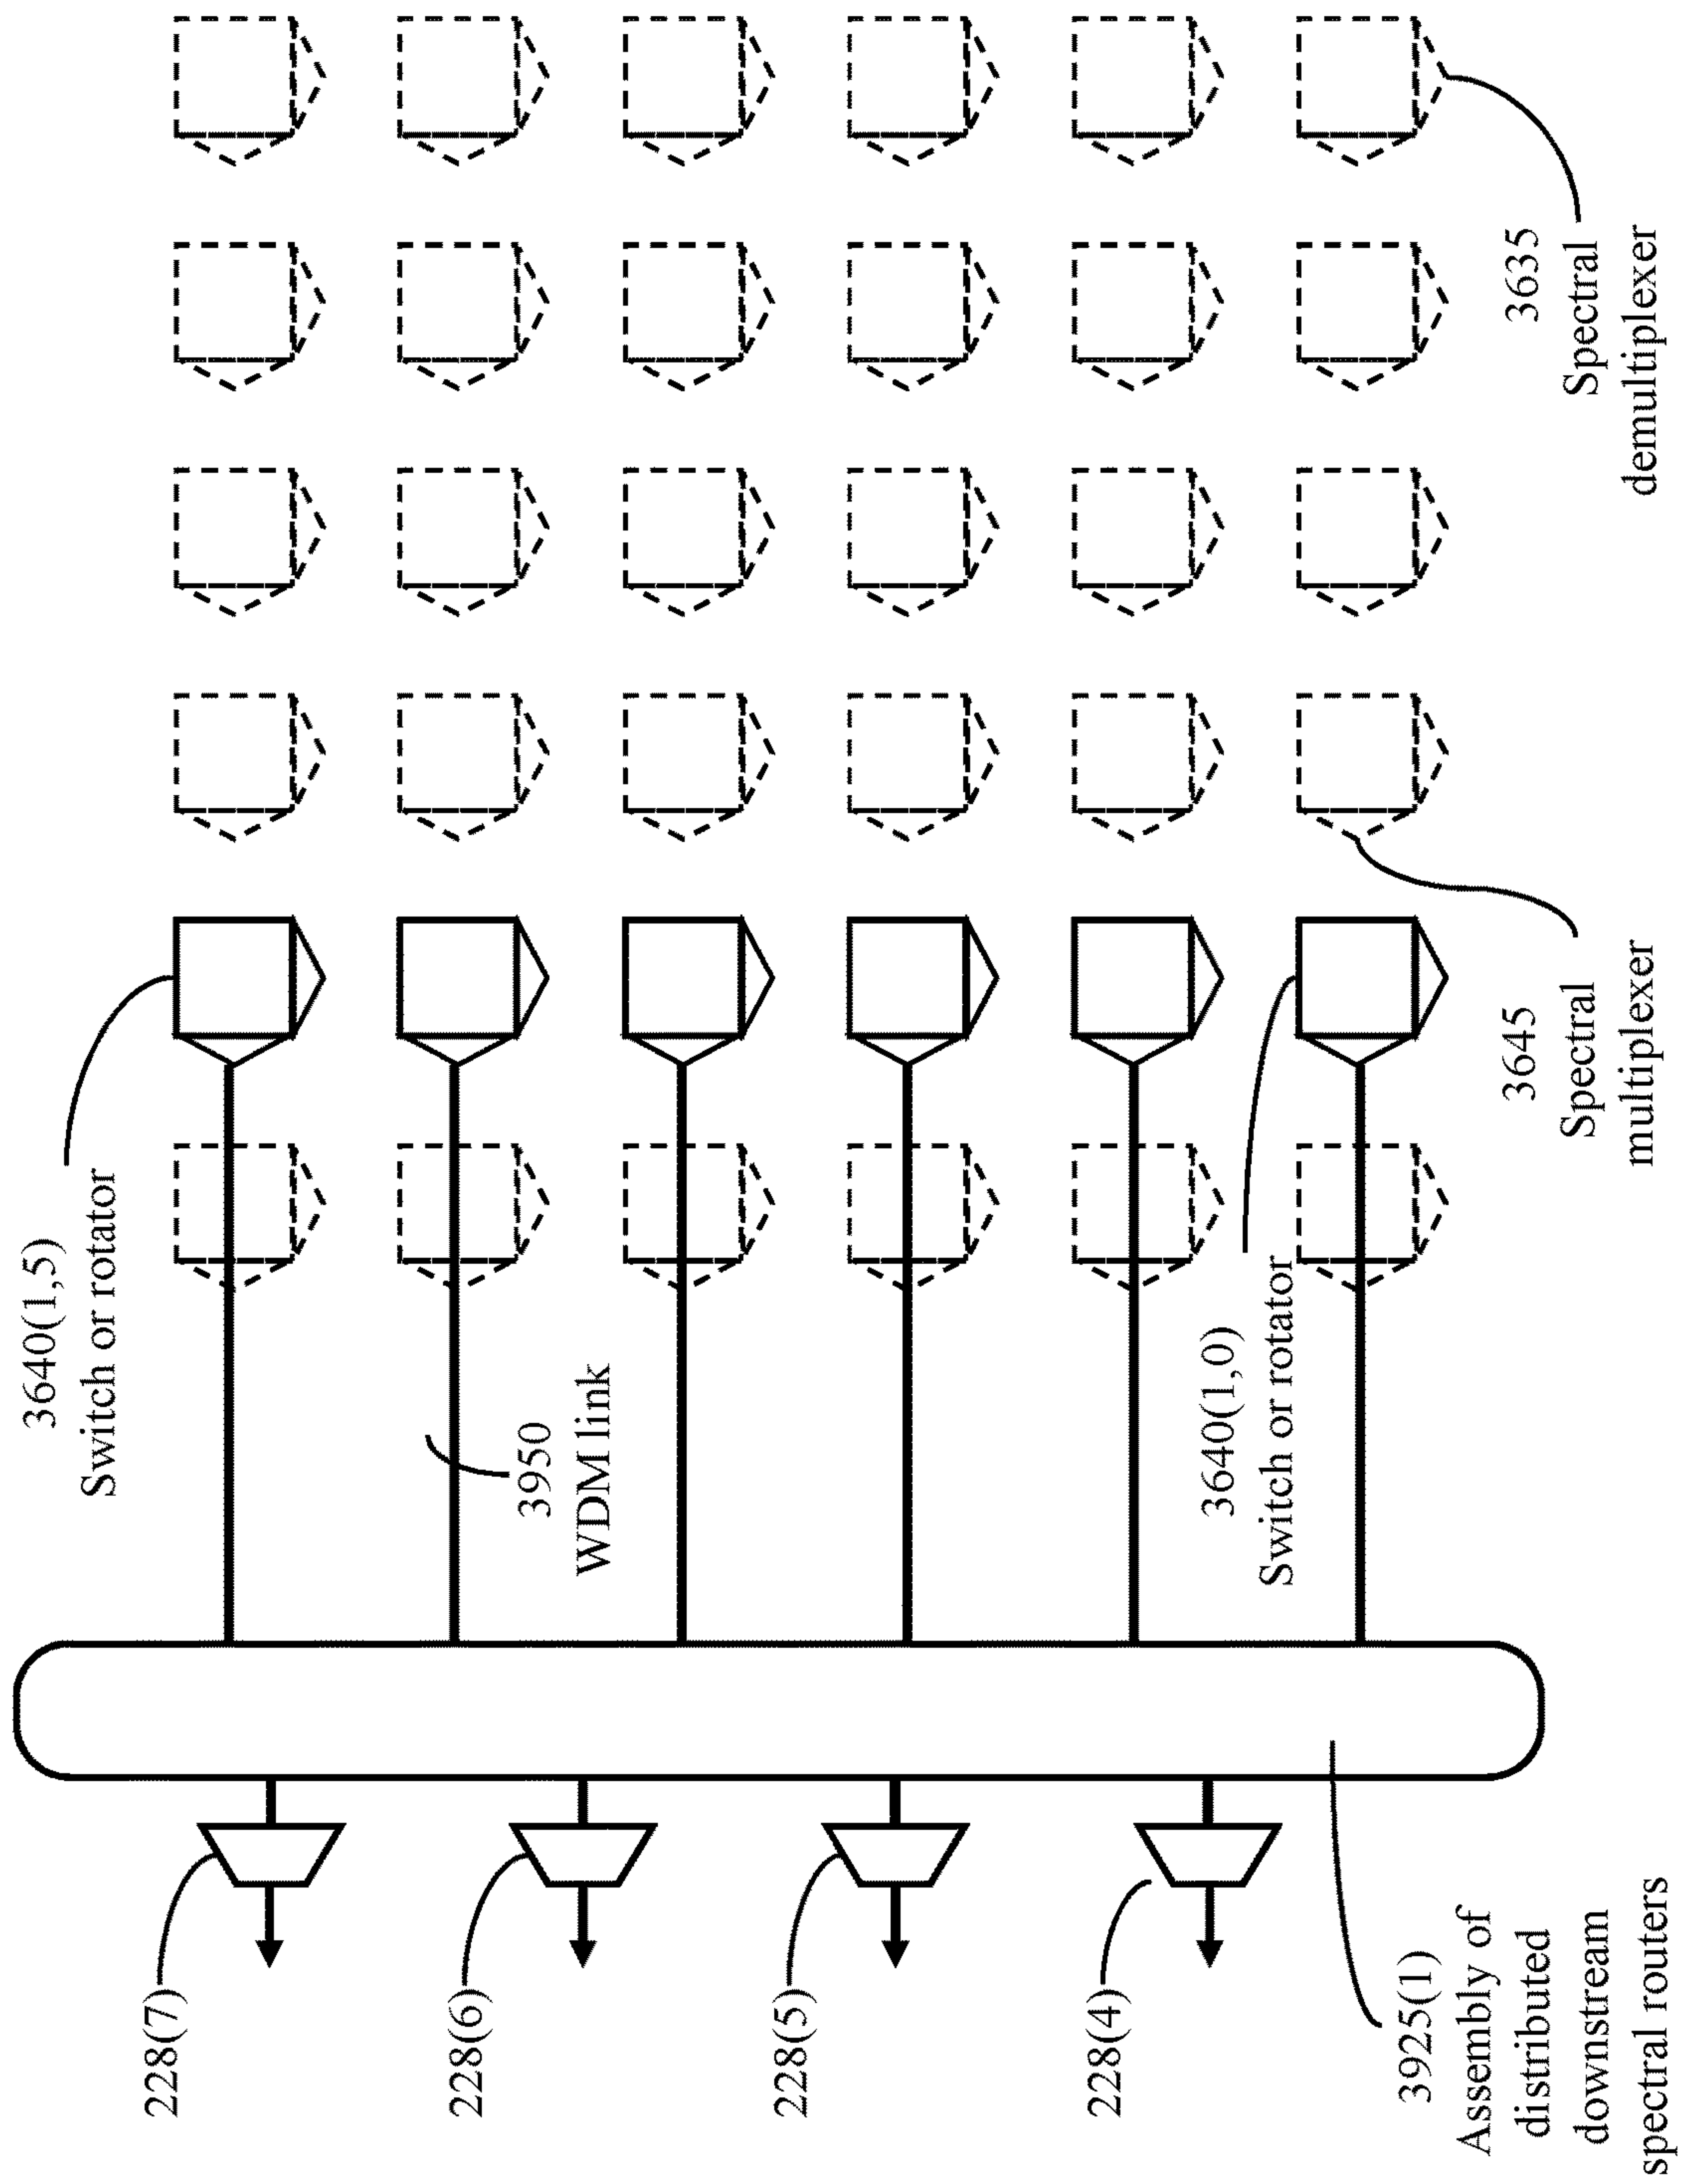 3640(1,5)
Switch or rotator
228(7)
228(6)
3950
WDM link
228(5)
228(4)
3640(1,0)
Switch or rotator
3925(1)
Assembly of
distributed
downstream
spectral routers
3645
Spectral
multiplexer
3635
Spectral
demultiplexer